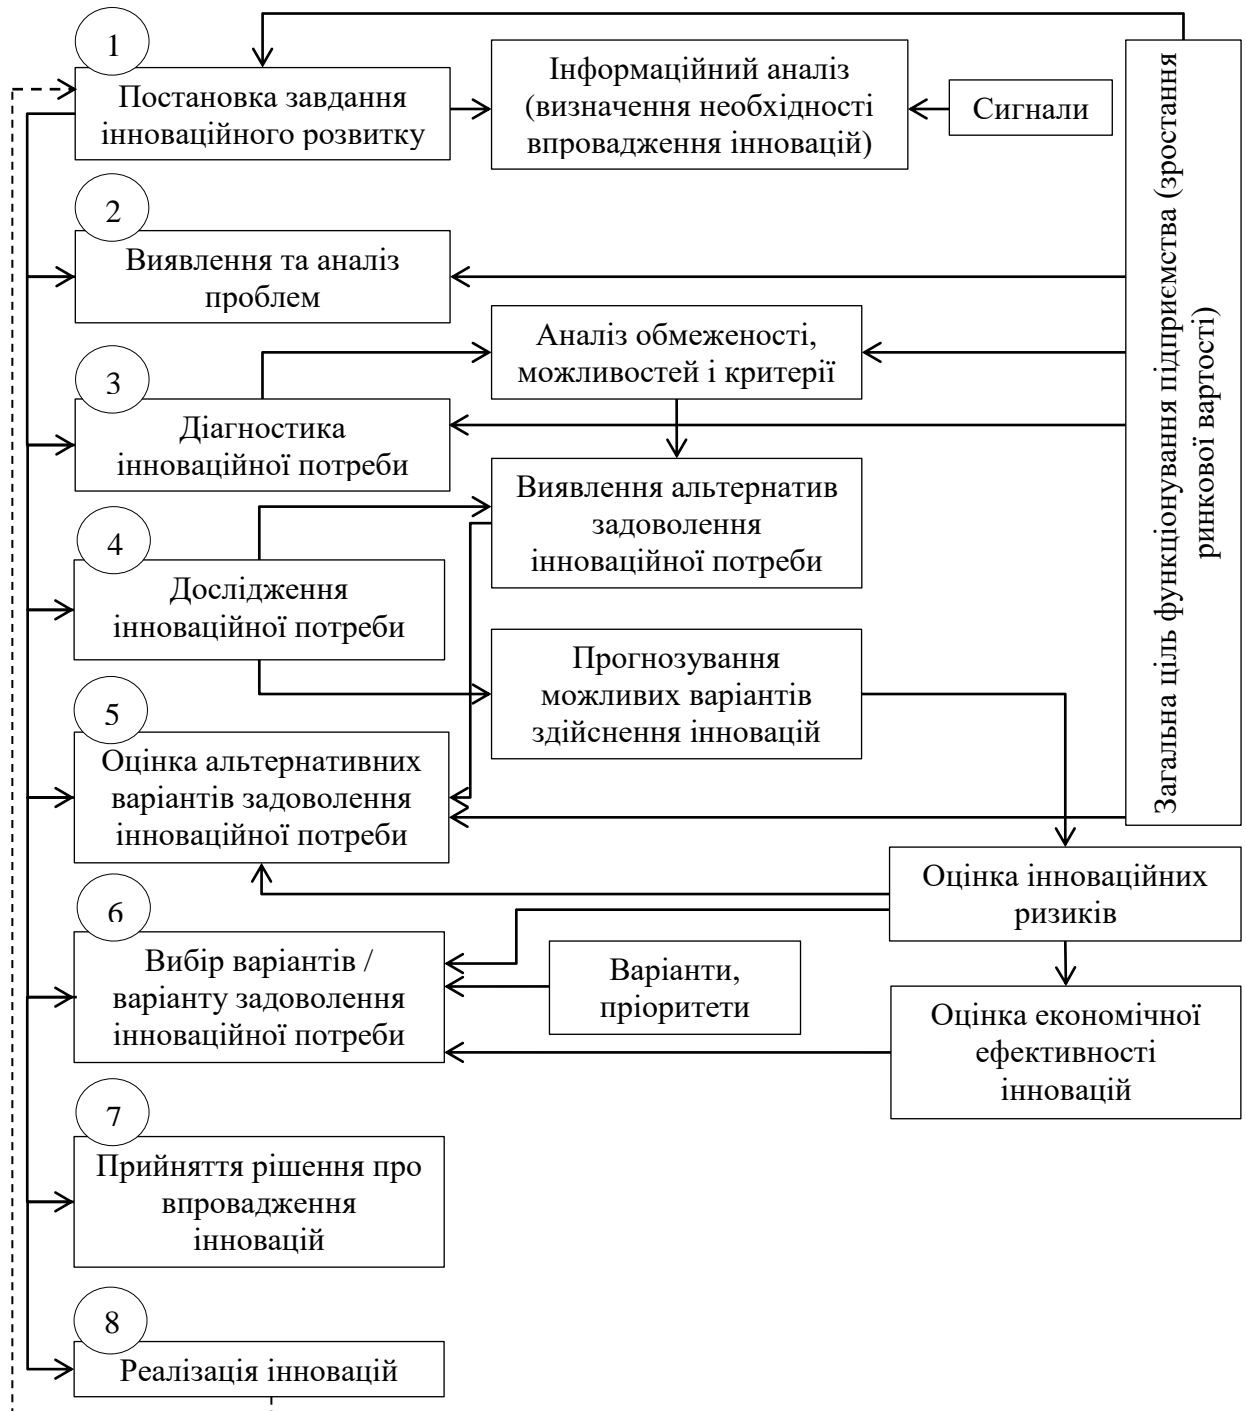 1
Постановка завдання
інноваційного розвитку
Інформаційний аналіз
(визначення необхідності
впровадження інновацій)
Сигнали
Загальна ціль функціонування підприємства (зростання
ринкової вартості)
2
Виявлення та аналіз
проблем
Аналіз обмеженості,
можливостей і критерії
3
Діагностика
інноваційної потреби
Виявлення альтернатив
задоволення
інноваційної потреби
4
Дослідження
інноваційної потреби
Прогнозування
можливих варіантів
здійснення інновацій
5
Оцінка альтернативних
варіантів задоволення
інноваційної потреби
Оцінка інноваційних
ризиків
6
Вибір варіантів /
варіанту задоволення
інноваційної потреби
Варіанти,
пріоритети
Оцінка економічної
ефективності
інновацій
7
Прийняття рішення про
впровадження
інновацій
8
Реалізація інновацій